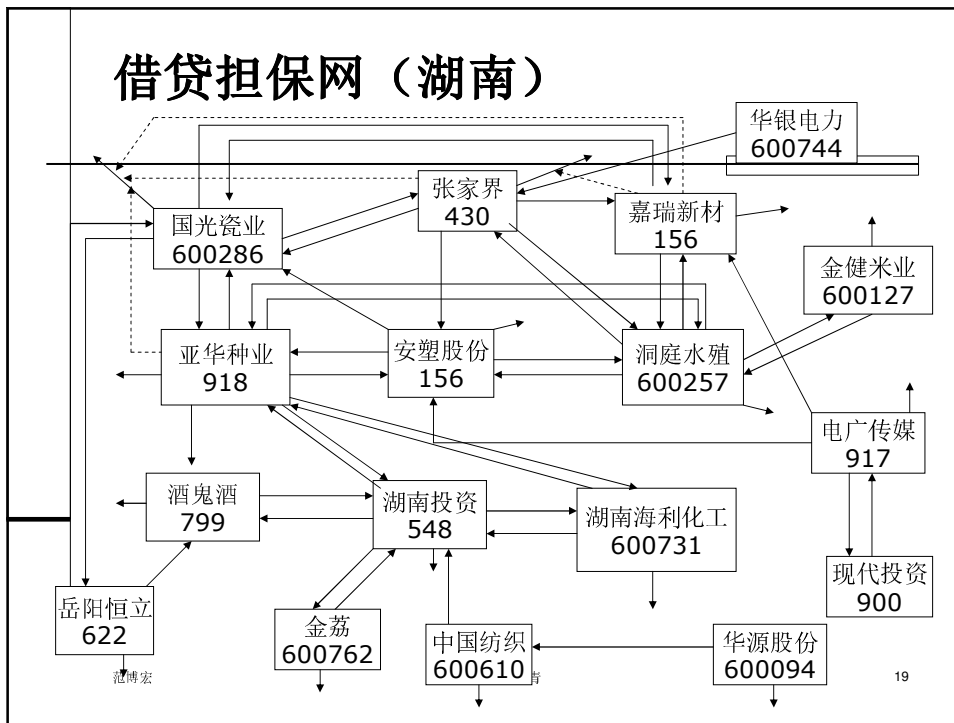 借贷担保网（湖南）
华银电力
600744
张家界
430
嘉瑞新材
156
国光瓷业
600286
金健米业
600127
亚华种业
918
安塑股份
156
洞庭水殖
600257
电广传媒
917
酒鬼酒
799
湖南投资
548
湖南海利化工
600731
现代投资
900
岳阳恒立
622
金荔
600762
中国纺织
600610
华源股份
600094
范博宏
青
19